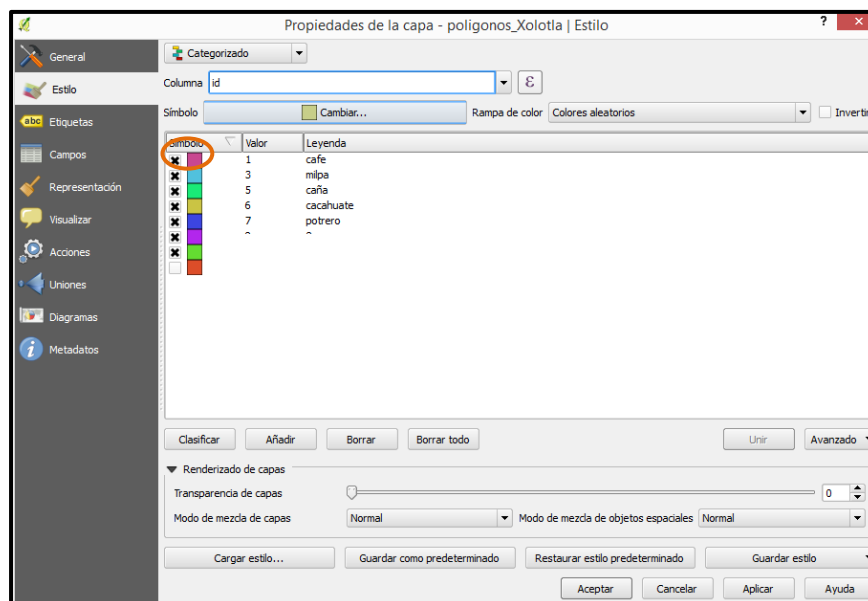 Propiedades de la capa - poligonos_Xolotla | Estilo
? ×
General
Estilo
abc Etiquetas
Campos
Representación
Visualizar
Acciones
Uniones
Diagramas
i Metadatos
Categorizado
Columna id ε
Símbolo Cambiar... Rampa de color Colores aleatorios Invertir
Símbolo Valor Leyenda
1 cafe
3 milpa
5 caña
6 cacahuate
7 potrero
Clasificar Añadir Borrar Borrar todo Unir Avanzado
Renderizado de capas
Transparencia de capas 0
Modo de mezcla de capas Normal Modo de mezcla de objetos espaciales Normal
Cargar estilo... Guardar como predeterminado Restaurar estilo predeterminado Guardar estilo
Aceptar Cancelar Aplicar Ayuda